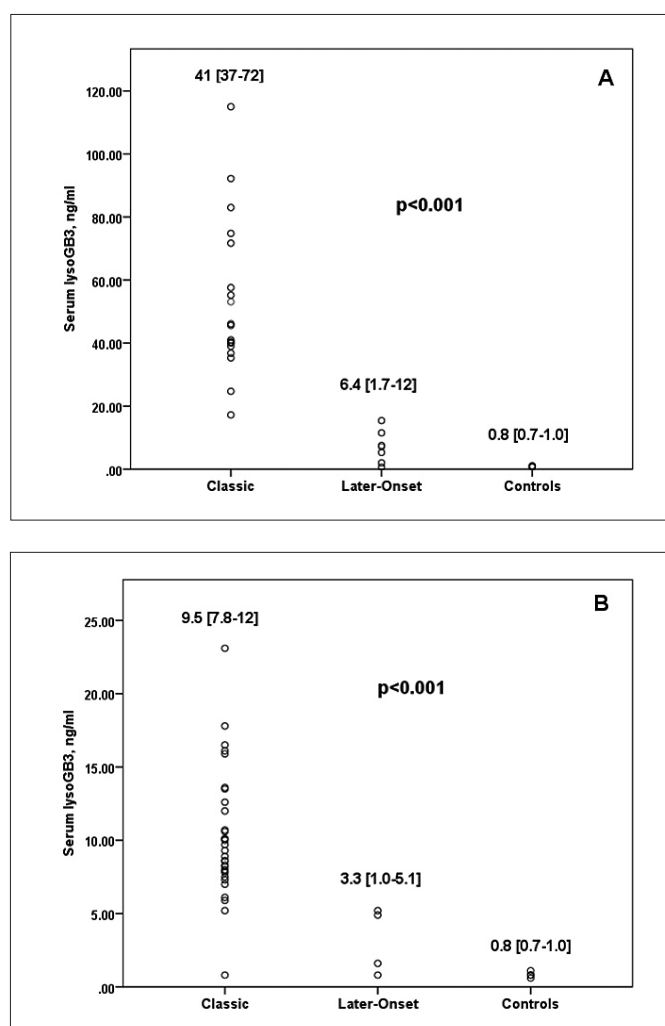 A
41 [37-72]
120.00
100.00
p<0.001
80.00
60.00
Serum lysoGB3, ng/ml
40.00
6.4 [1.7-12]
20.00
0.8 [0.7-1.0]
.00
Classic Later-Onset Controls
B
9.5 [7.8-12]
25.00
p<0.001
20.00
15.00
Serum lysoGB3, ng/ml
10.00
3.3 [1.0-5.1]
5.00
0.8 [0.7-1.0]
.00
Classic Later-Onset Controls